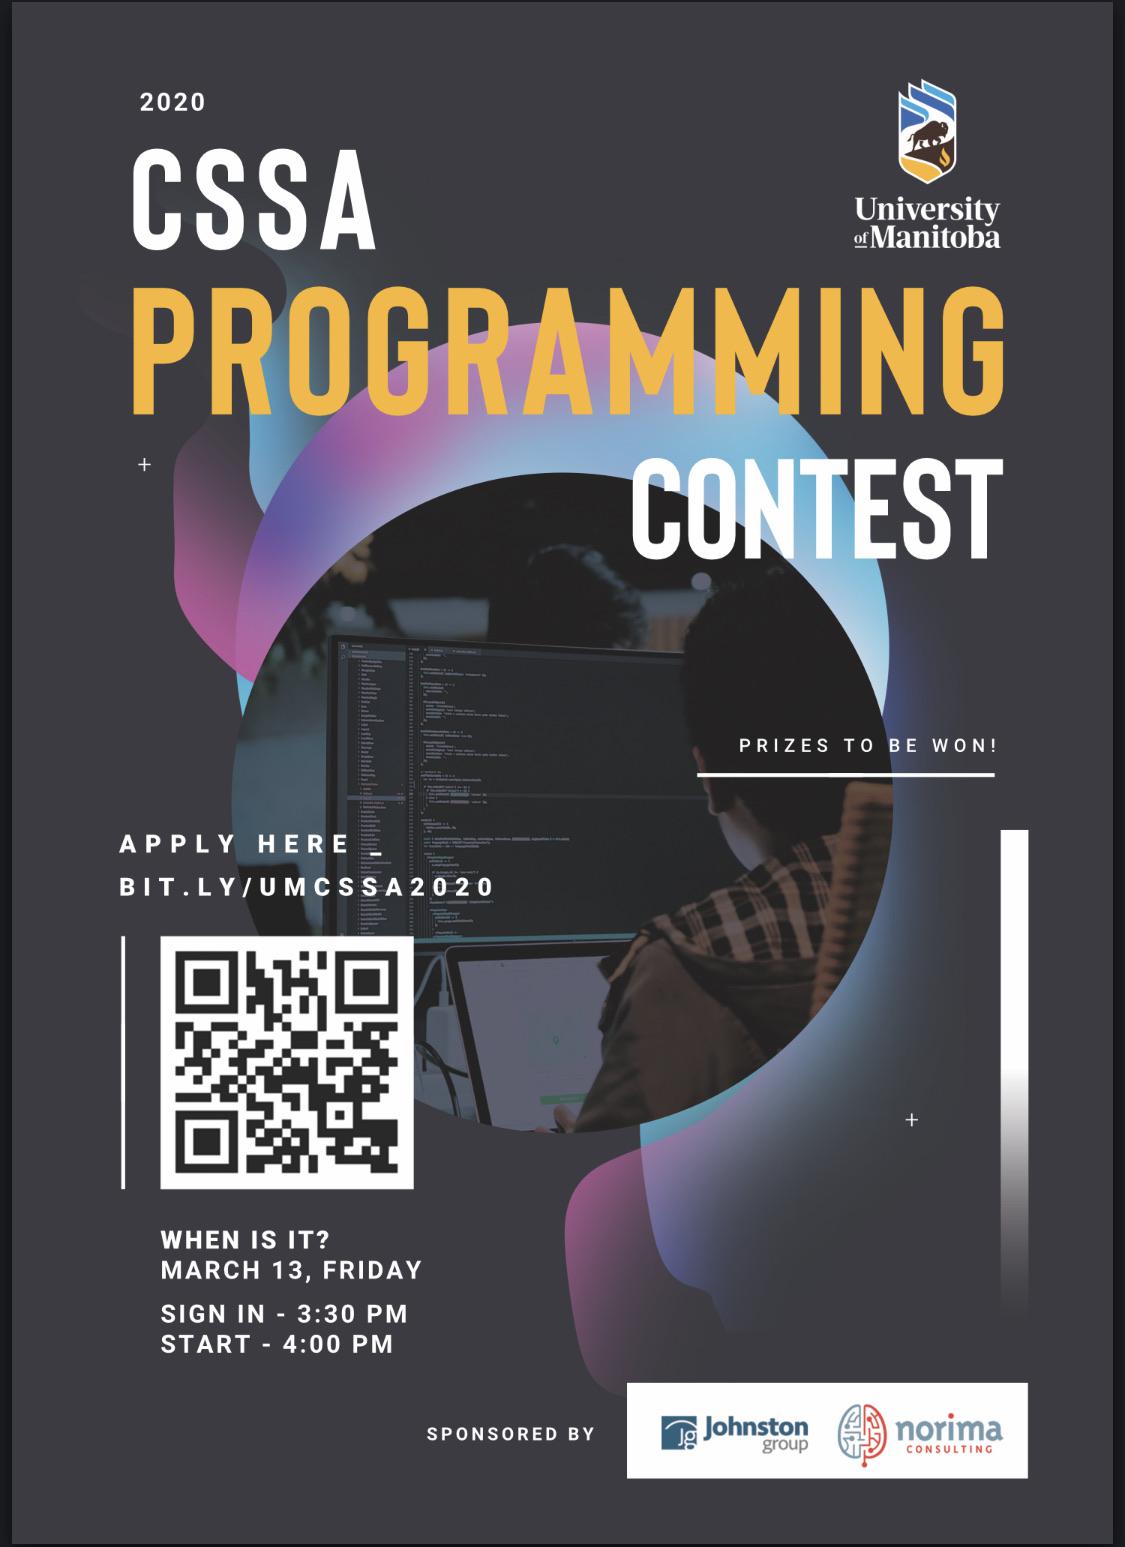 2020
CSSA
University
of Manitoba
PROGRAMMING
CONTEST
PRIZES TO BE WON!
APPLY HERE _
BIT.LY/UMCSSA2020
WHEN IS IT?
MARCH 13, FRIDAY
SIGN IN - 3:30 PM
START - 4:00 PM
SPONSORED BY
Jg Johnston
group
norima
CONSULTING